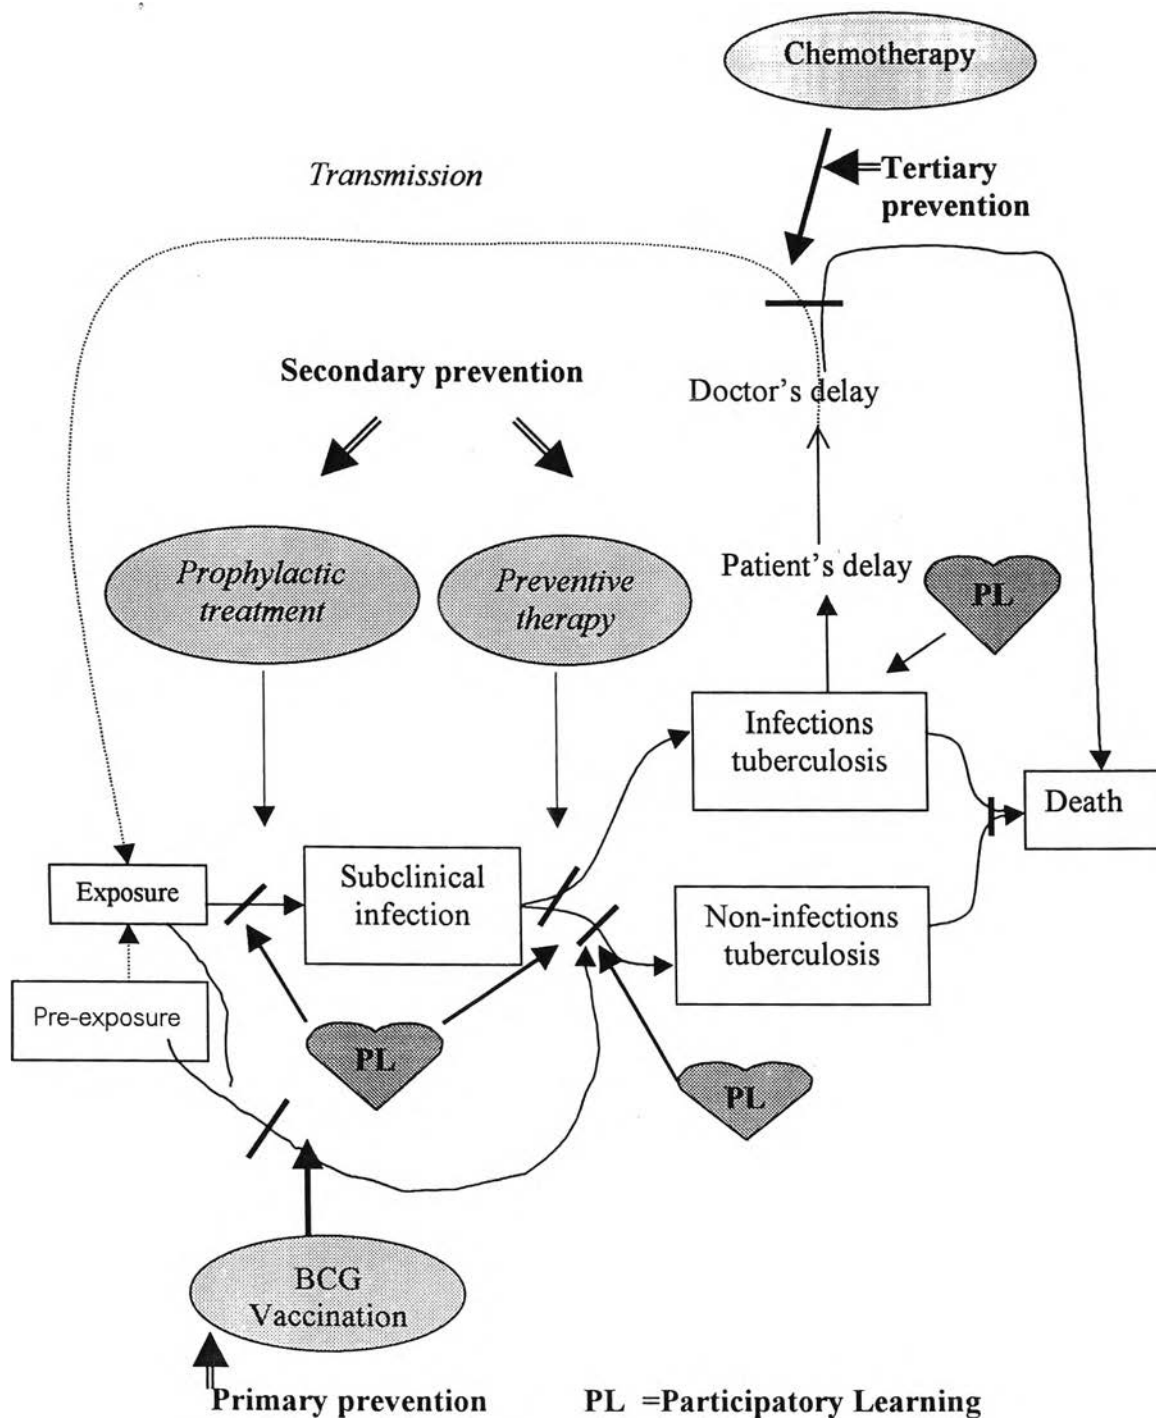 Chemotherapy
Transmission
Tertiary
prevention
Secondary prevention
Doctor's delay
Prophylactic
treatment
Preventive
therapy
Patient's delay
PL
Infections
tuberculosis
Death
Exposure
Subclinical
infection
Non-infections
tuberculosis
Pre-exposure
PL
PL
BCG
Vaccination
Primary prevention
PL =Participatory Learning